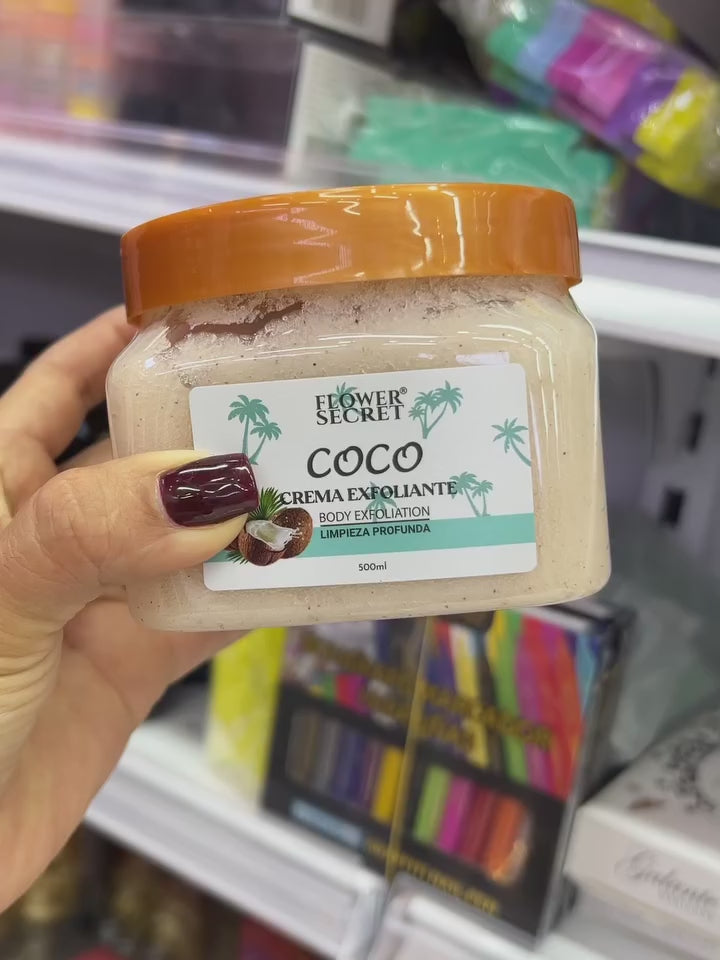 FLOWER®
SECRET
COCO
CREMA EXFOLIANTE
BODY EXFOLIATION
LIMPIEZA PROFUNDA
500ml